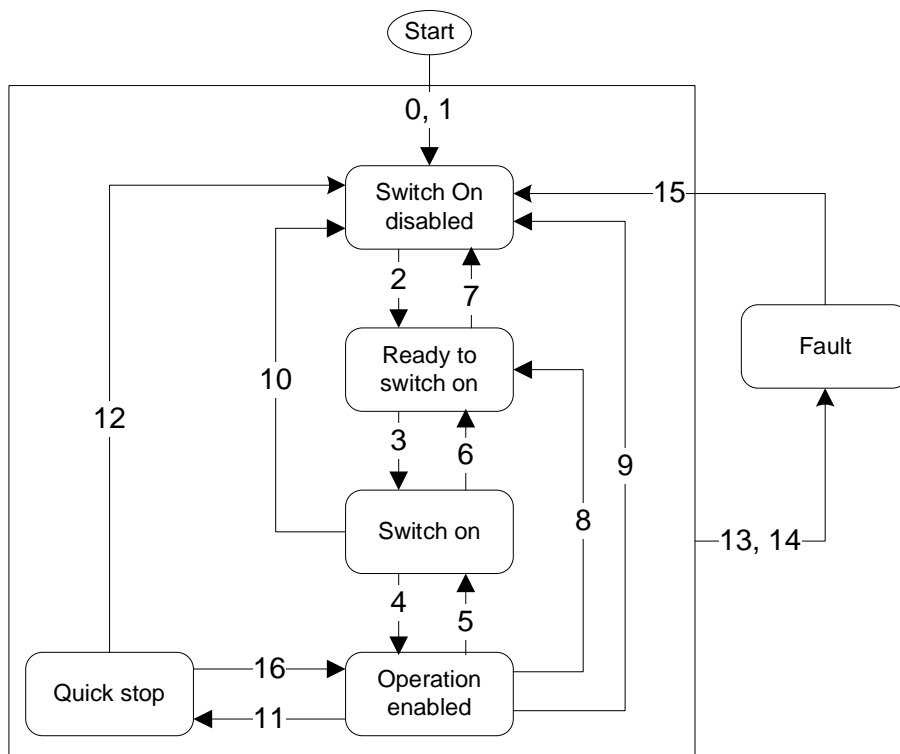 Start
0, 1
Switch On
disabled
15
2
7
Fault
Ready to
switch on
10
12
3
6
9
8
Switch on
13, 14
4
5
16
Quick stop
Operation
enabled
11